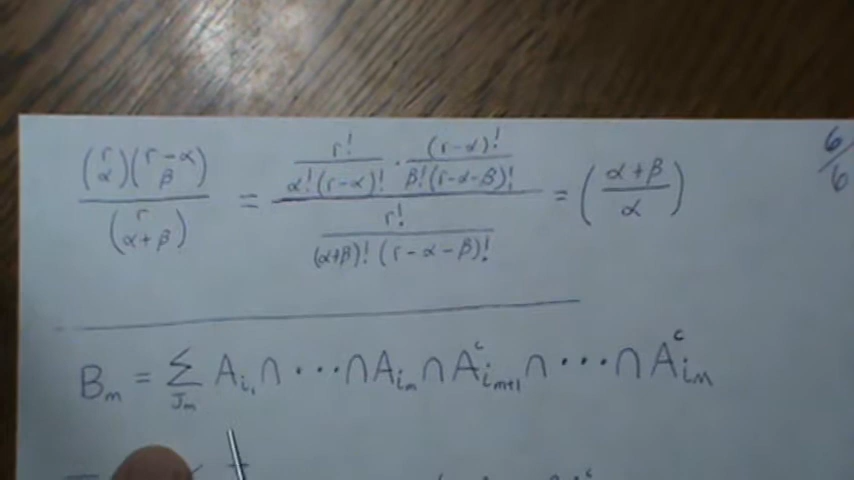 6/6
(r α)(r-α β) / (r α+β) = (r! / α!(r-α)! · (r-α)! / β!(r-α-β)!) / (r! / (α+β)!(r-α-β)!) = (α+β / α)
B_m = Σ_{J_m} A_{i_1} ∩ ··· ∩ A_{i_m} ∩ A^c_{i_{m+1}} ∩ ··· ∩ A^c_{i_M}